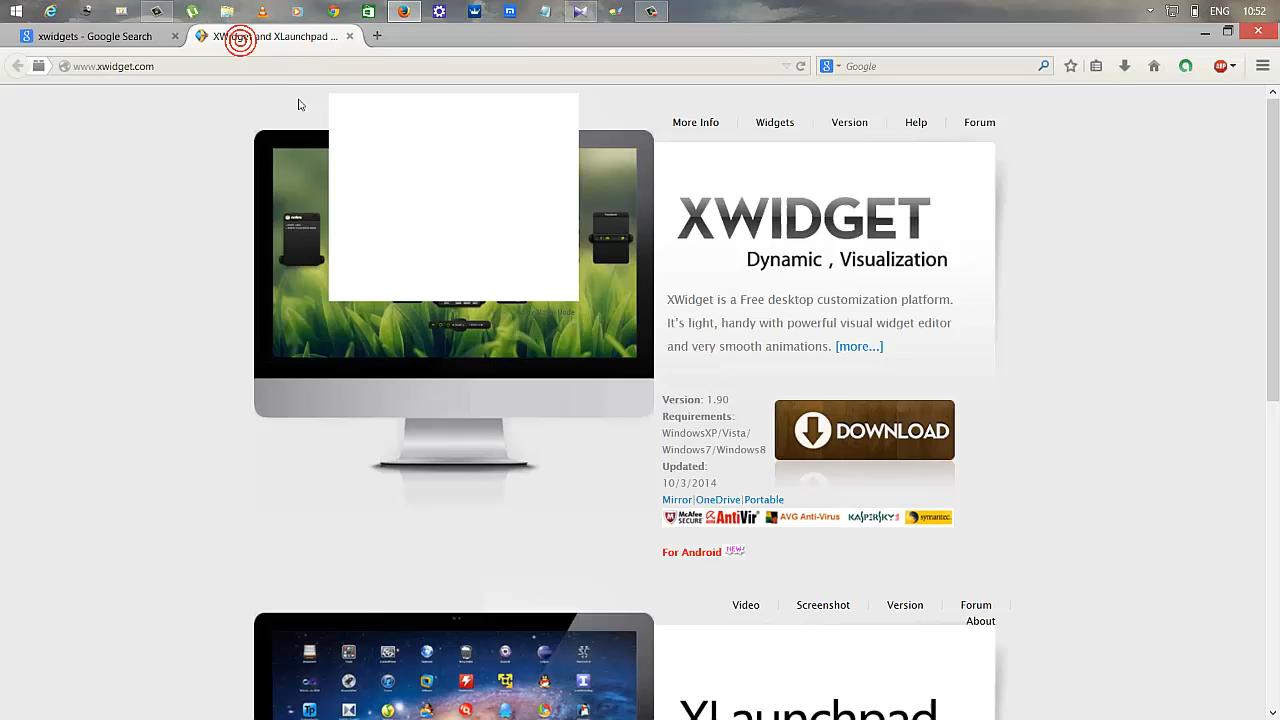 ENG 10:52
xwidgets - Google Search
XWidget and XLaunchpad ...
www.xwidget.com
Google
ABP
More Info
Widgets
Version
Help
Forum
XWIDGET
Dynamic , Visualization
XWidget is a Free desktop customization platform.
It's light, handy with powerful visual widget editor
and very smooth animations. [more...]
Version: 1.90
Requirements:
WindowsXP/Vista/
Windows7/Windows8
Updated:
10/3/2014
DOWNLOAD
Mirror|OneDrive|Portable
McAfee SECURE
AntiVir
AVG Anti-Virus
KASPERSKY
symantec.
For Android NEW!
Video
Screenshot
Version
Forum
About
XLaunchpad